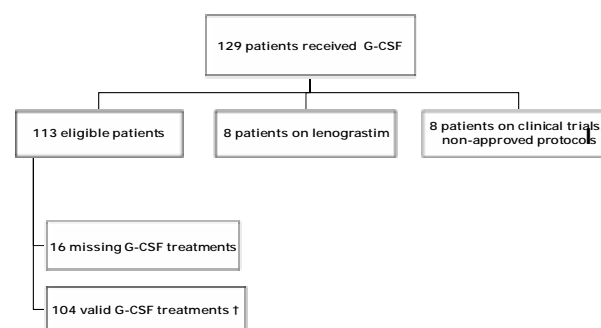 129 patients received G-CSF
113 eligible patients
8 patients on lenograstim
8 patients on clinical trials
non-approved protocols
16 missing G-CSF treatments
104 valid G-CSF treatments †